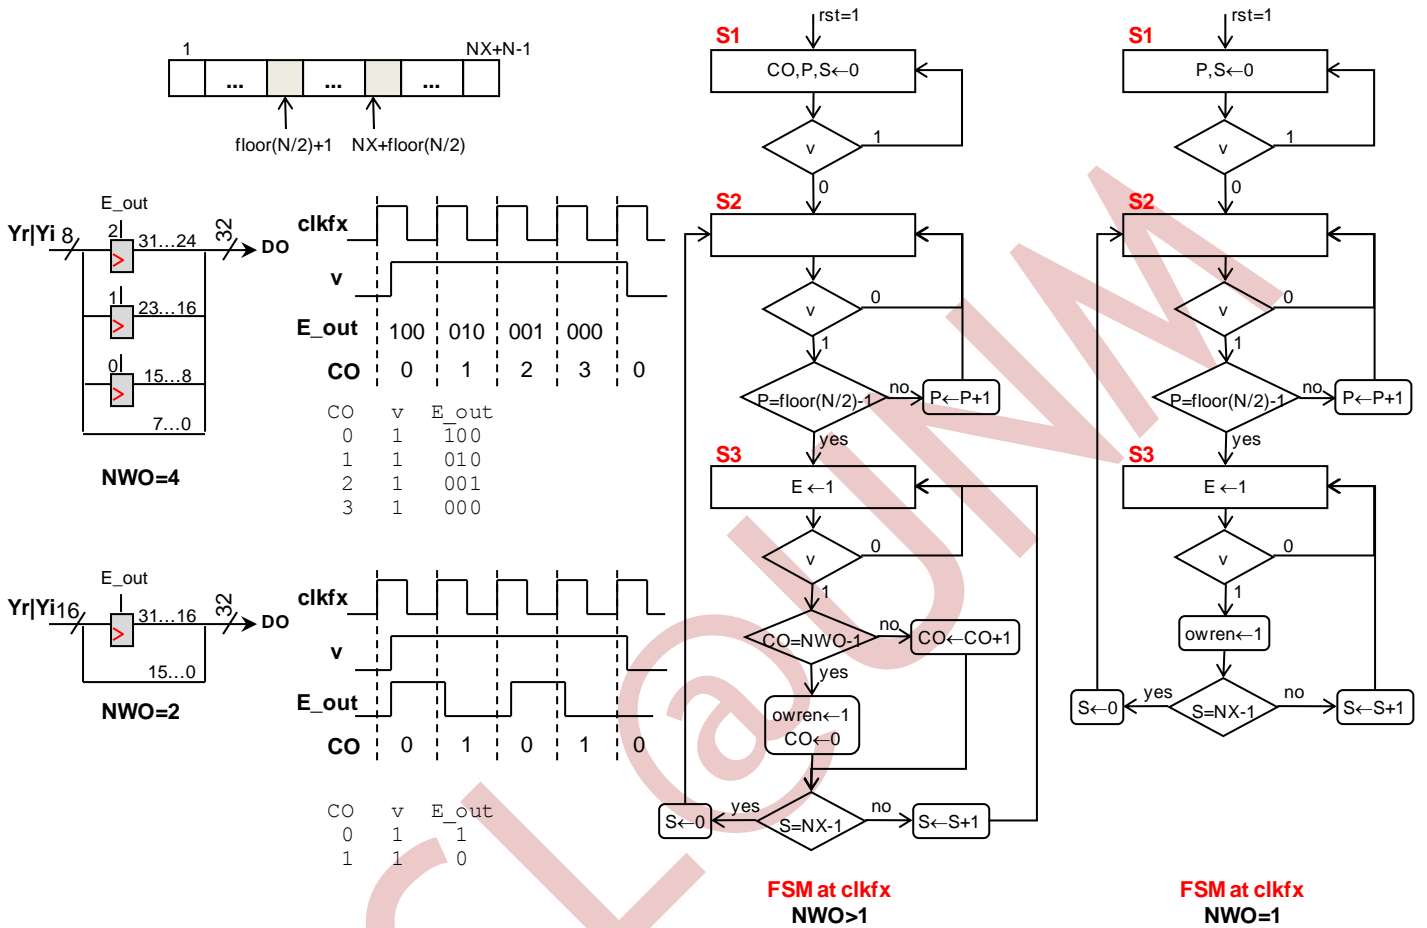 1
NX+N-1
...
...
...
floor(N/2)+1
NX+floor(N/2)
E_out
Yr|Yi 8
2
31...24
32
DO
1
23...16
0
15...8
7...0
NWO=4
clkfx
v
E_out 100 010 001 000
CO 0 1 2 3 0
CO v E_out
0 1 100
1 1 010
2 1 001
3 1 000
E_out
Yr|Yi 16
31...16
32
DO
15...0
NWO=2
clkfx
v
E_out
CO 0 1 0 1 0
CO v E_out
0 1 1
1 1 0
rst=1
S1
CO,P,S←0
v
1
0
S2
v
0
1
P=floor(N/2)-1
no
P←P+1
yes
S3
E ←1
v
0
1
CO=NWO-1
no
CO←CO+1
yes
owren←1
CO←0
S=NX-1
yes
S←0
no
S←S+1
FSM at clkfx
NWO>1
rst=1
S1
P,S←0
v
1
0
S2
v
0
1
P=floor(N/2)-1
no
P←P+1
yes
S3
E ←1
v
0
1
owren←1
S=NX-1
yes
S←0
no
S←S+1
FSM at clkfx
NWO=1
CL@UNM